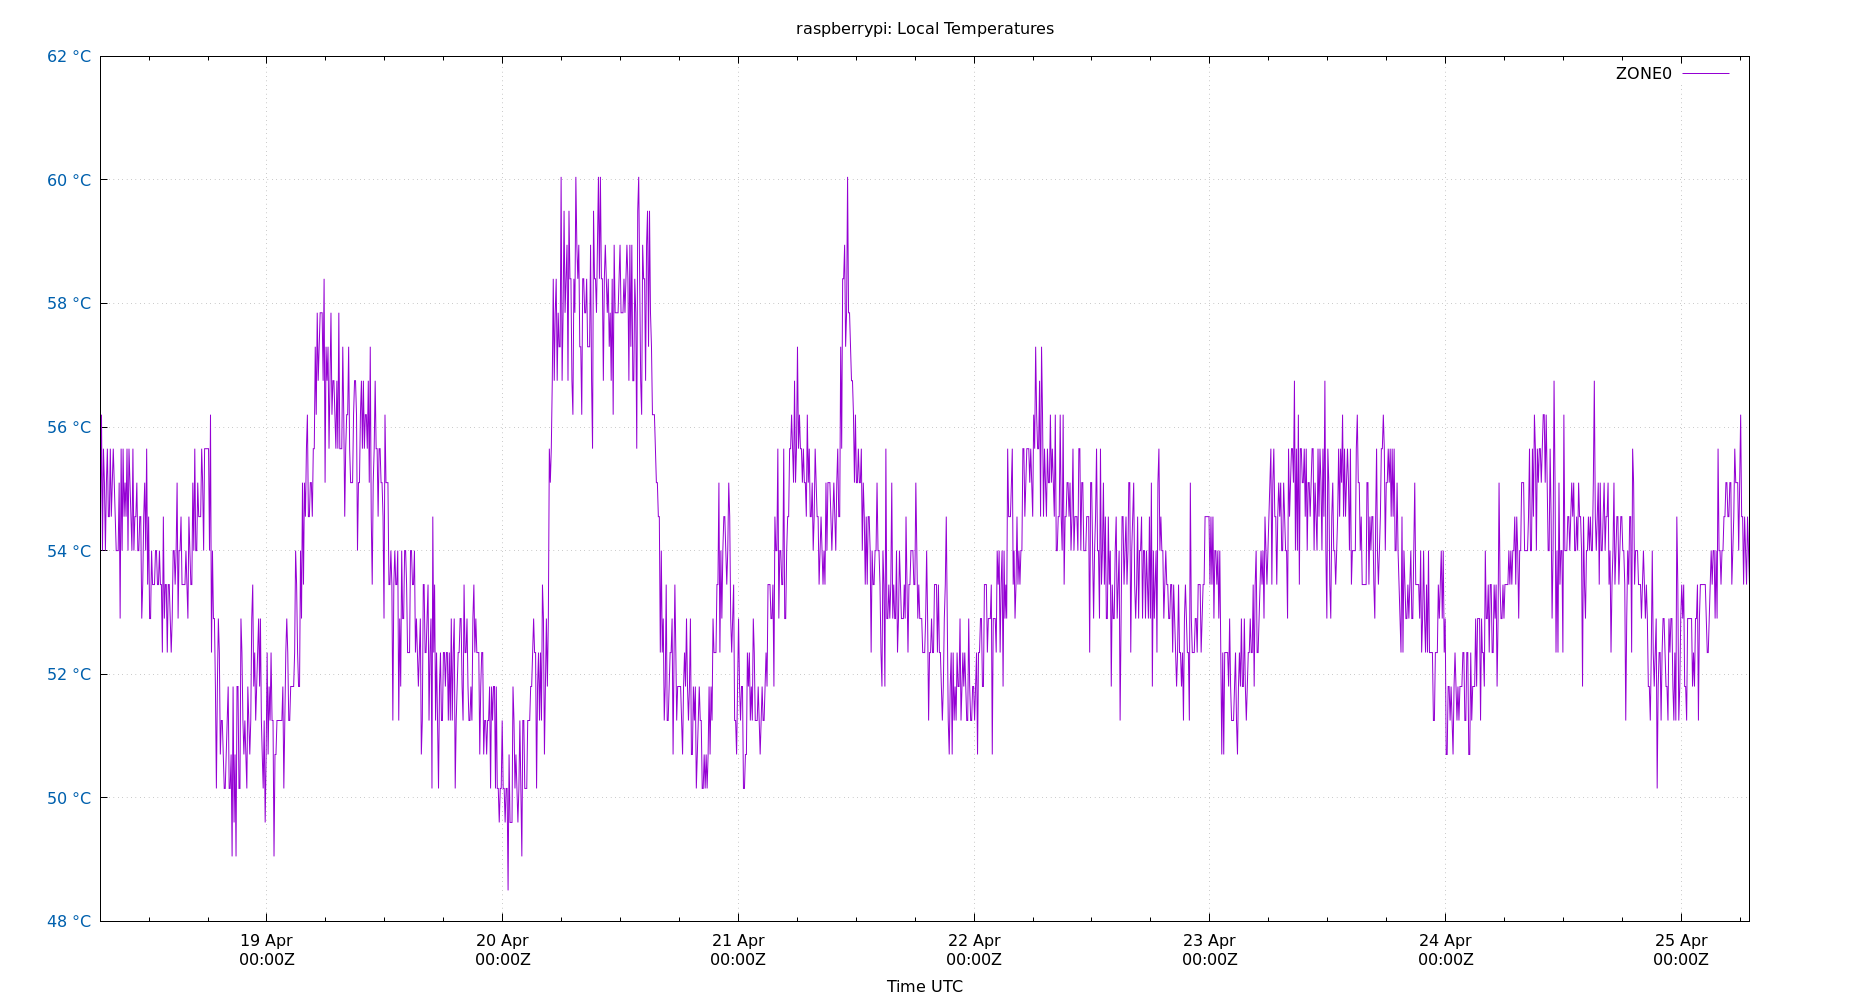 raspberrypi: Local Temperatures
62 °C
ZONE0
60 °C
58 °C
56 °C
54 °C
52 °C
50 °C
48 °C
19 Apr 20 Apr 21 Apr 22 Apr 23 Apr 24 Apr 25 Apr
00:00Z 00:00Z 00:00Z 00:00Z 00:00Z 00:00Z 00:00Z
Time UTC